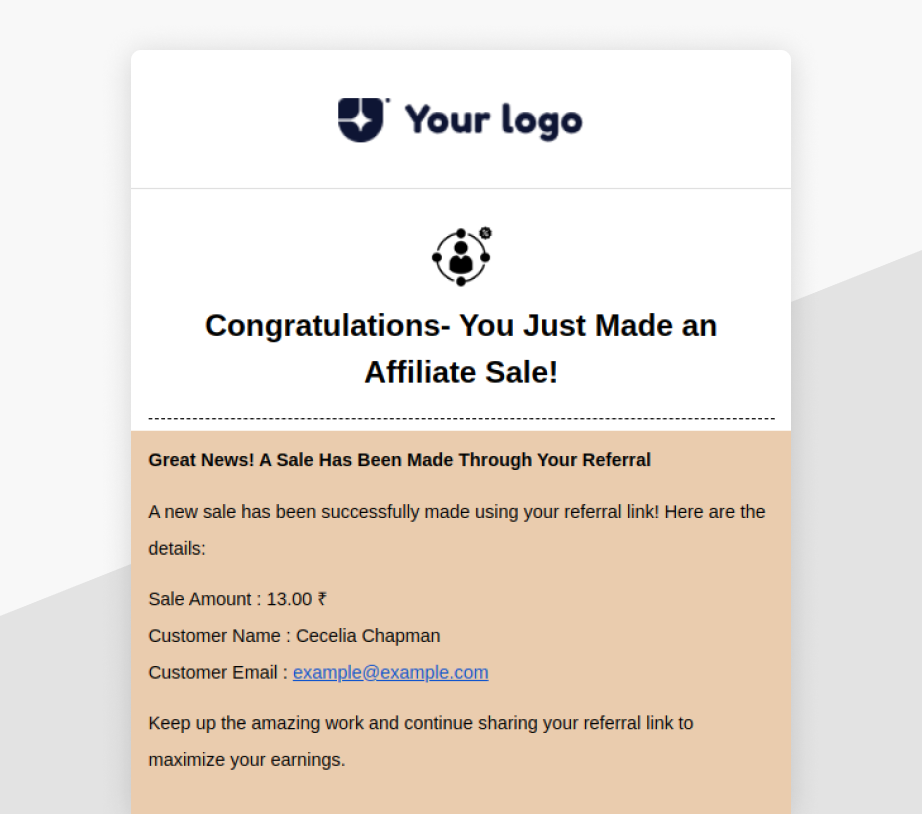 Your logo
Congratulations- You Just Made an
Affiliate Sale!
Great News! A Sale Has Been Made Through Your Referral
A new sale has been successfully made using your referral link! Here are the
details:
Sale Amount : 13.00 ₹
Customer Name : Cecelia Chapman
Customer Email : example@example.com
Keep up the amazing work and continue sharing your referral link to
maximize your earnings.